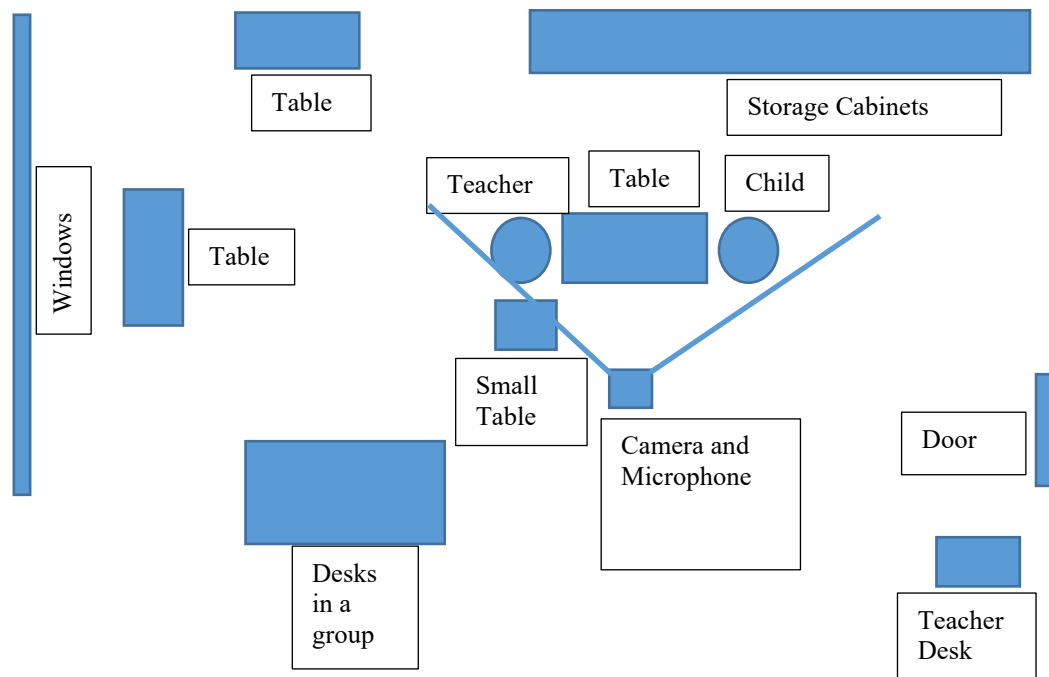 Table
Storage Cabinets
Teacher
Table
Child
Windows
Table
Small
Table
Camera and
Microphone
Door
Desks
in a
group
Teacher
Desk